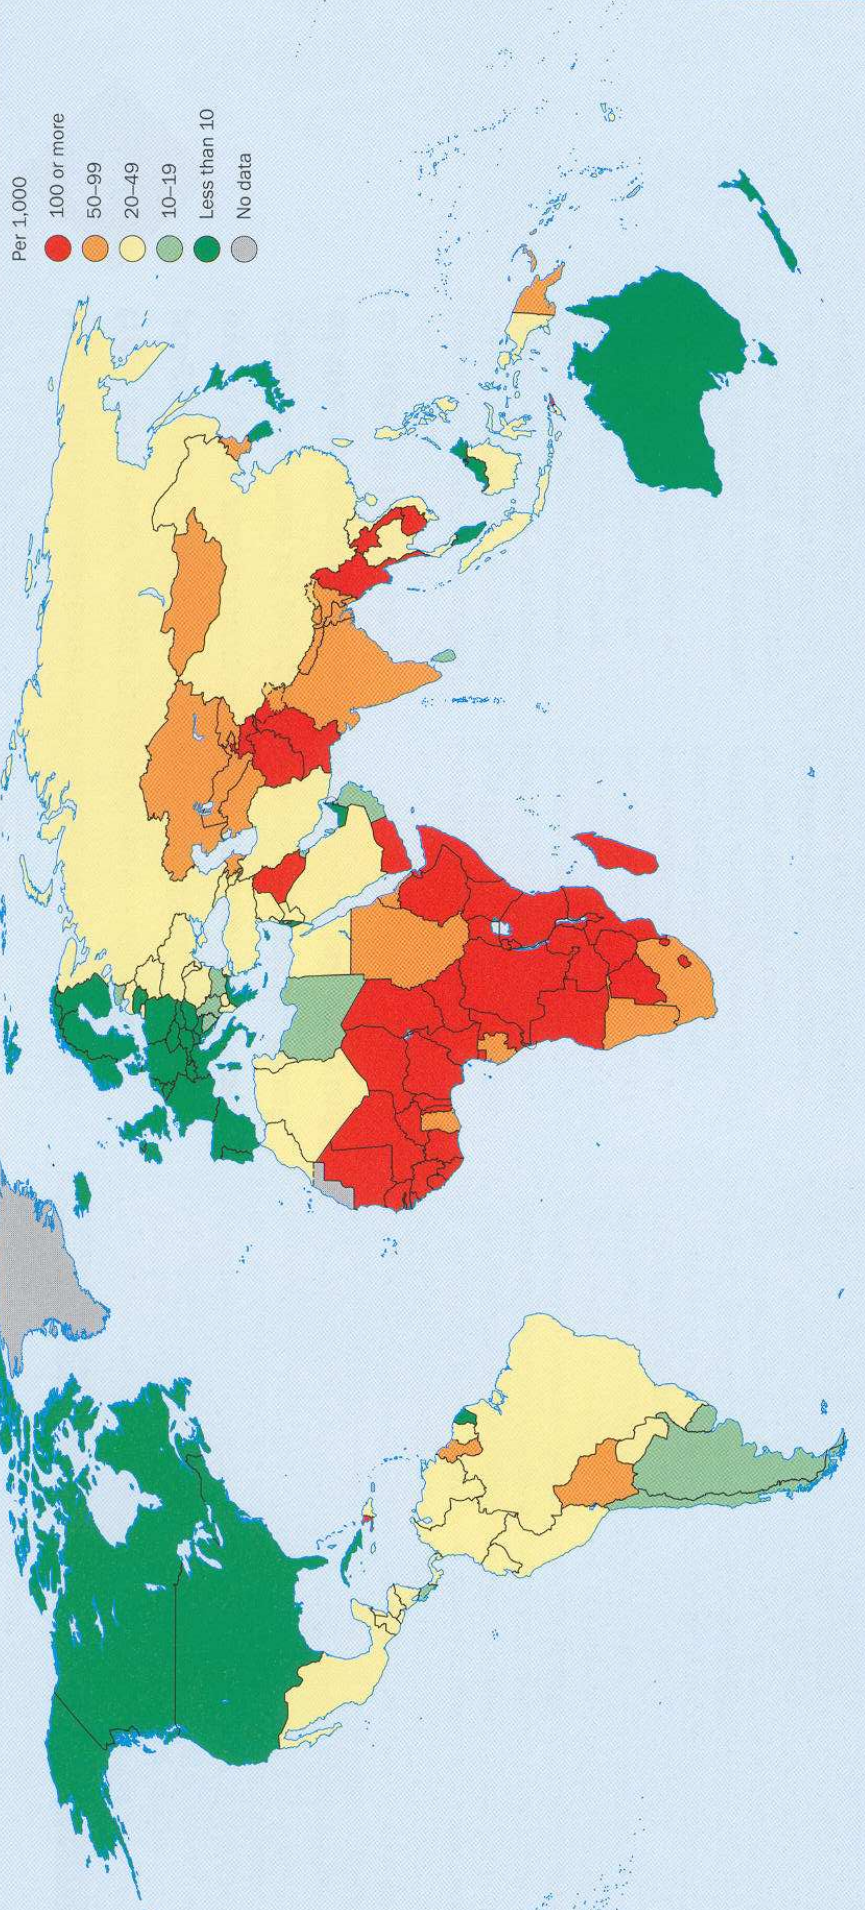 Per 1,000
100 or more
50–99
20–49
10–19
Less than 10
No data